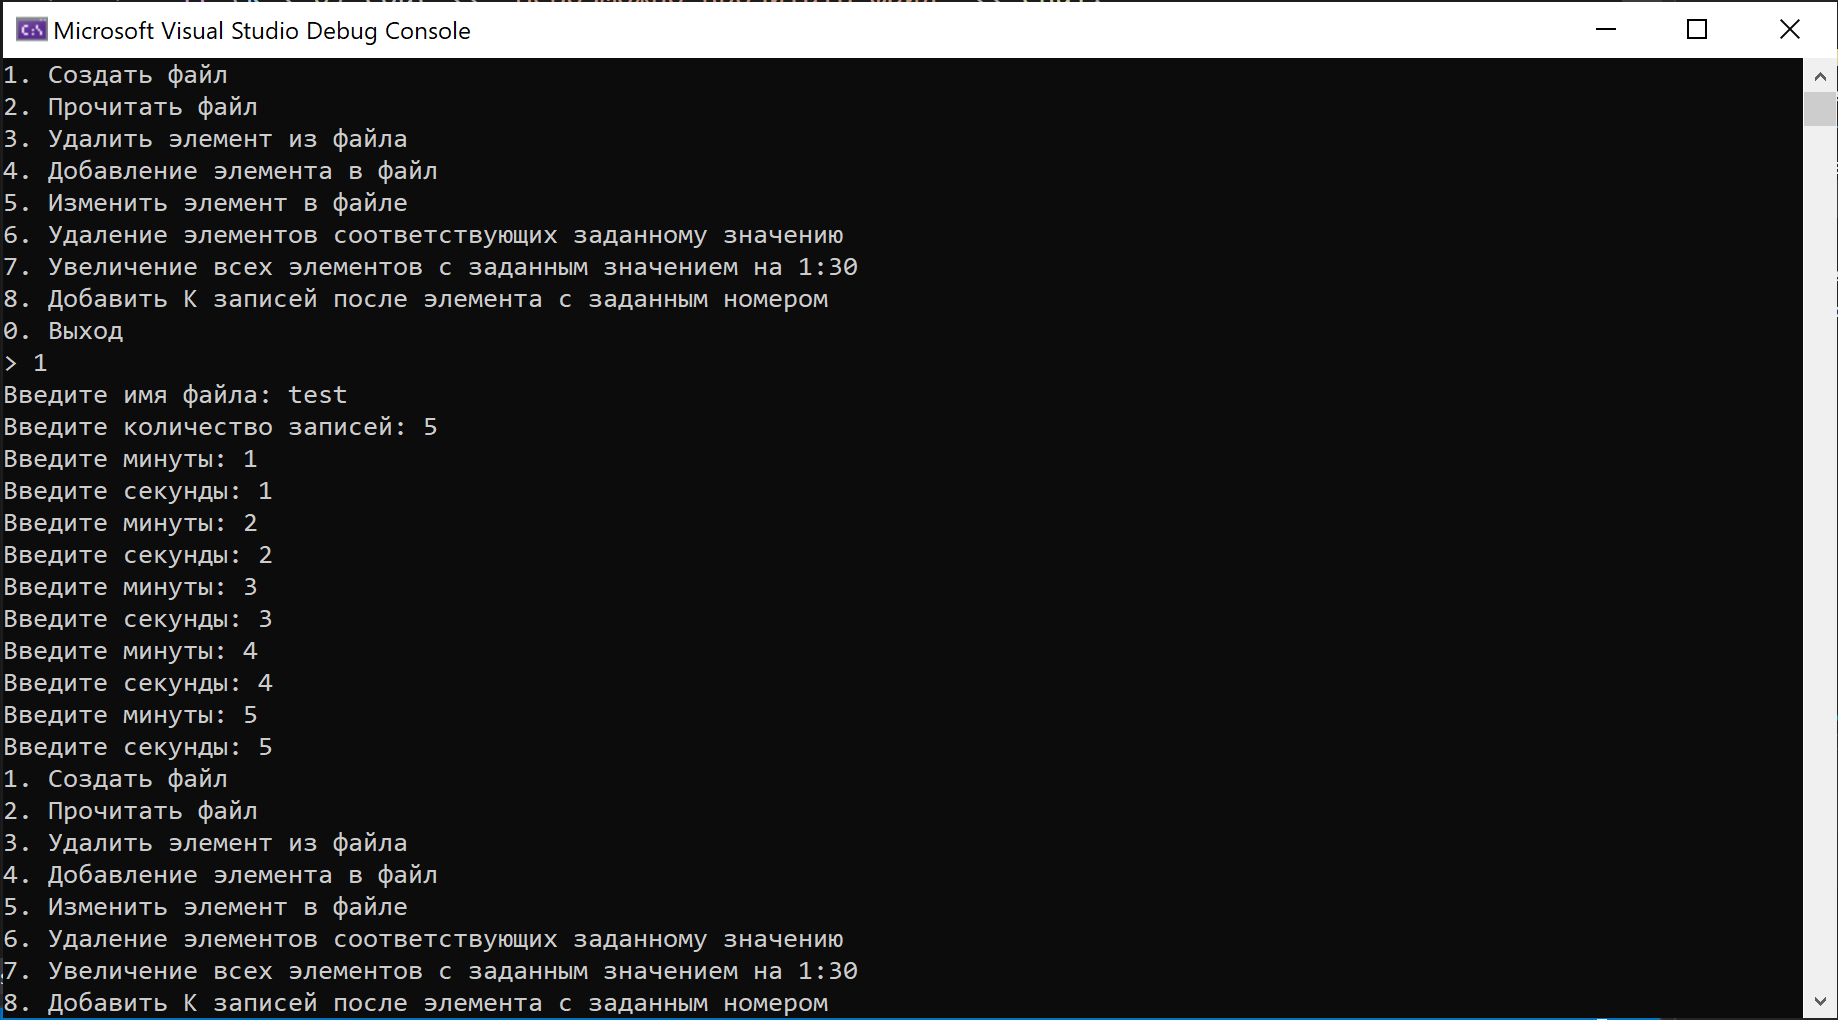 Microsoft Visual Studio Debug Console
1. Создать файл
2. Прочитать файл
3. Удалить элемент из файла
4. Добавление элемента в файл
5. Изменить элемент в файле
6. Удаление элементов соответствующих заданному значению
7. Увеличение всех элементов с заданным значением на 1:30
8. Добавить K записей после элемента с заданным номером
0. Выход
> 1
Введите имя файла: test
Введите количество записей: 5
Введите минуты: 1
Введите секунды: 1
Введите минуты: 2
Введите секунды: 2
Введите минуты: 3
Введите секунды: 3
Введите минуты: 4
Введите секунды: 4
Введите минуты: 5
Введите секунды: 5
1. Создать файл
2. Прочитать файл
3. Удалить элемент из файла
4. Добавление элемента в файл
5. Изменить элемент в файле
6. Удаление элементов соответствующих заданному значению
7. Увеличение всех элементов с заданным значением на 1:30
8. Добавить K записей после элемента с заданным номером